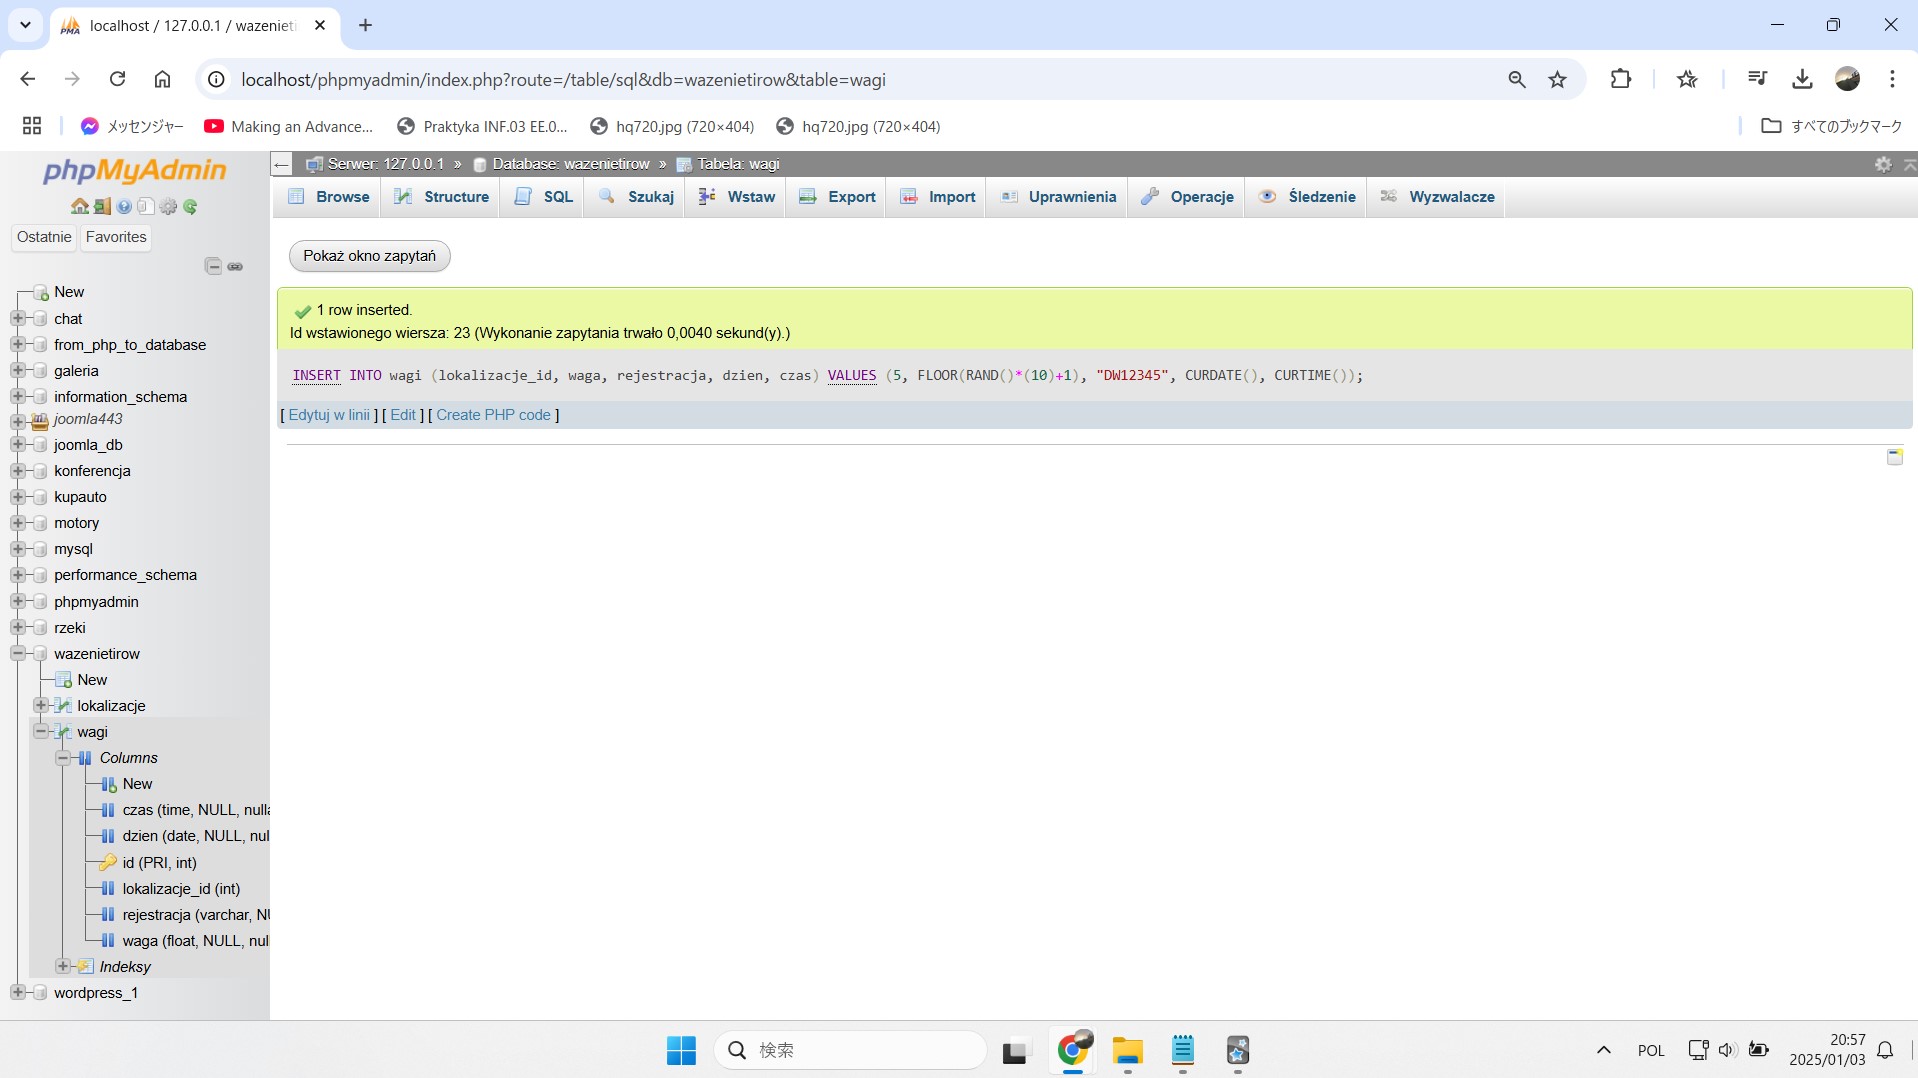 localhost / 127.0.0.1 / wazenieti
localhost/phpmyadmin/index.php?route=/table/sql&db=wazenietirow&table=wagi
メッセンジャー
Making an Advance...
Praktyka INF.03 EE.0...
hq720.jpg (720×404)
hq720.jpg (720×404)
すべてのブックマーク
phpMyAdmin
Ostatnie
Favorites
New
chat
from_php_to_database
galeria
information_schema
joomla443
joomla_db
konferencja
kupauto
motory
mysql
performance_schema
phpmyadmin
rzeki
wazenietirow
New
lokalizacje
wagi
Columns
New
czas (time, NULL, nulla
dzien (date, NULL, nul
id (PRI, int)
lokalizacje_id (int)
rejestracja (varchar, NU
waga (float, NULL, null
Indeksy
wordpress_1
Serwer: 127.0.0.1 » Database: wazenietirow » Tabela: wagi
Browse
Structure
SQL
Szukaj
Wstaw
Export
Import
Uprawnienia
Operacje
Śledzenie
Wyzwalacze
Pokaż okno zapytań
1 row inserted.
Id wstawionego wiersza: 23 (Wykonanie zapytania trwało 0,0040 sekund(y).)
INSERT INTO wagi (lokalizacje_id, waga, rejestracja, dzien, czas) VALUES (5, FLOOR(RAND()*(10)+1), "DW12345", CURDATE(), CURTIME());
[ Edytuj w linii ] [ Edit ] [ Create PHP code ]
検索
POL
20:57
2025/01/03